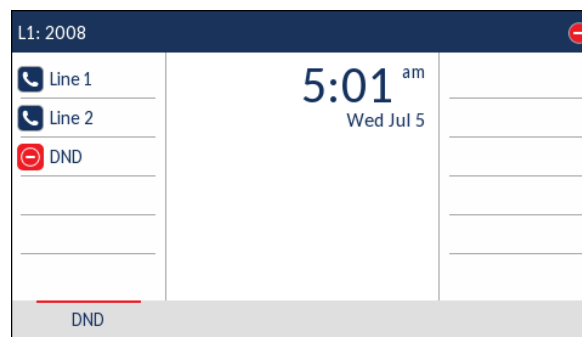 L1: 2008
Line 1
Line 2
DND
5:01 am
Wed Jul 5
DND